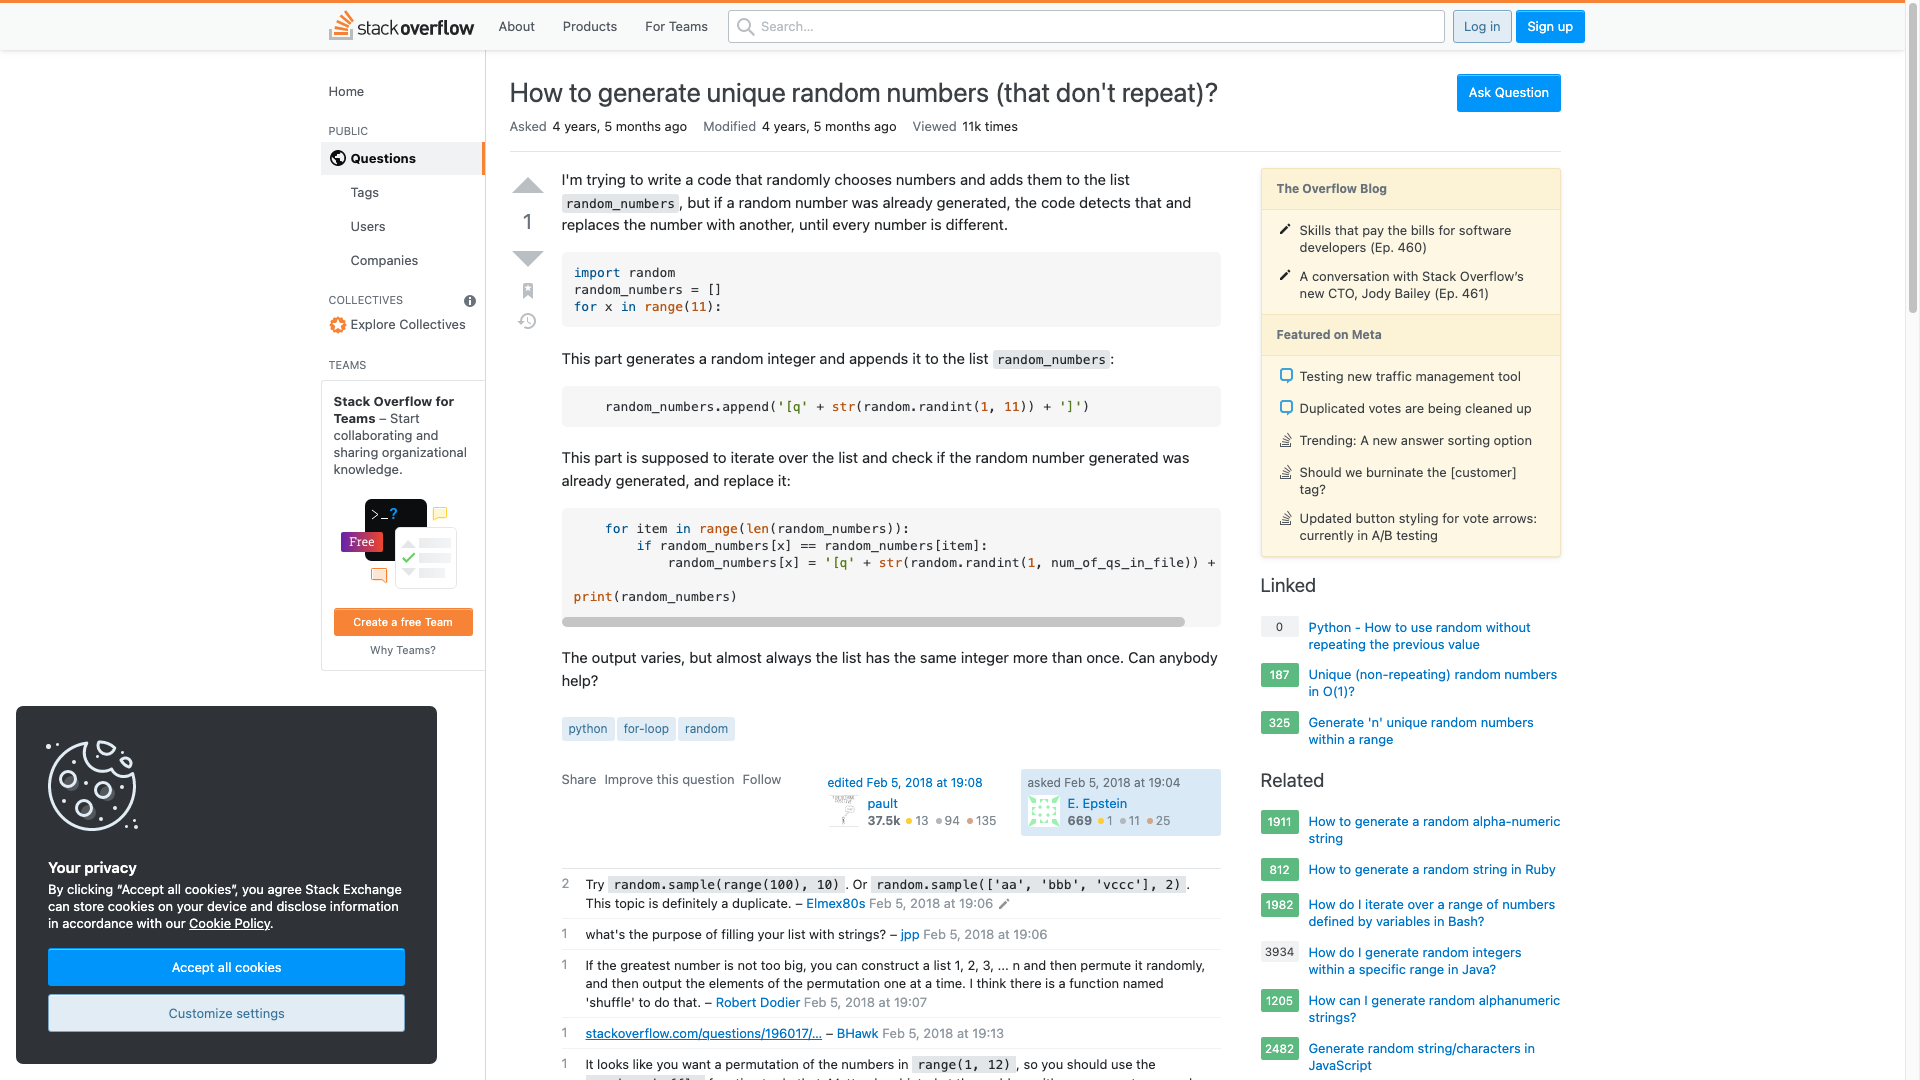 stack overflow
About
Products
For Teams
Search...
Log in
Sign up
Home
PUBLIC
Questions
Tags
Users
Companies
COLLECTIVES
Explore Collectives
TEAMS
Stack Overflow for
Teams – Start
collaborating and
sharing organizational
knowledge.
>_?
Free
Create a free Team
Why Teams?
How to generate unique random numbers (that don't repeat)?
Ask Question
Asked 4 years, 5 months ago Modified 4 years, 5 months ago Viewed 11k times
1
I'm trying to write a code that randomly chooses numbers and adds them to the list
random_numbers, but if a random number was already generated, the code detects that and
replaces the number with another, until every number is different.
import random
random_numbers = []
for x in range(11):
This part generates a random integer and appends it to the list random_numbers:
random_numbers.append('[q' + str(random.randint(1, 11)) + ']')
This part is supposed to iterate over the list and check if the random number generated was
already generated, and replace it:
for item in range(len(random_numbers)):
if random_numbers[x] == random_numbers[item]:
random_numbers[x] = '[q' + str(random.randint(1, num_of_qs_in_file)) +
print(random_numbers)
The output varies, but almost always the list has the same integer more than once. Can anybody
help?
python for-loop random
Share Improve this question Follow
edited Feb 5, 2018 at 19:08
pault
37.5k 13 94 135
asked Feb 5, 2018 at 19:04
E. Epstein
669 1 11 25
2 Try random.sample(range(100), 10). Or random.sample(['aa', 'bbb', 'vccc'], 2).
This topic is definitely a duplicate. – Elmex80s Feb 5, 2018 at 19:06
1 what's the purpose of filling your list with strings? – jpp Feb 5, 2018 at 19:06
1 If the greatest number is not too big, you can construct a list 1, 2, 3, ... n and then permute it randomly,
and then output the elements of the permutation one at a time. I think there is a function named
'shuffle' to do that. – Robert Dodier Feb 5, 2018 at 19:07
1 stackoverflow.com/questions/196017/... – BHawk Feb 5, 2018 at 19:13
1 It looks like you want a permutation of the numbers in range(1, 12), so you should use the
The Overflow Blog
Skills that pay the bills for software
developers (Ep. 460)
A conversation with Stack Overflow's
new CTO, Jody Bailey (Ep. 461)
Featured on Meta
Testing new traffic management tool
Duplicated votes are being cleaned up
Trending: A new answer sorting option
Should we burninate the [customer]
tag?
Updated button styling for vote arrows:
currently in A/B testing
Linked
0 Python - How to use random without
repeating the previous value
187 Unique (non-repeating) random numbers
in O(1)?
325 Generate 'n' unique random numbers
within a range
Related
1911 How to generate a random alpha-numeric
string
812 How to generate a random string in Ruby
1982 How do I iterate over a range of numbers
defined by variables in Bash?
3934 How do I generate random integers
within a specific range in Java?
1205 How can I generate random alphanumeric
strings?
2482 Generate random string/characters in
JavaScript
Your privacy
By clicking "Accept all cookies", you agree Stack Exchange
can store cookies on your device and disclose information
in accordance with our Cookie Policy.
Accept all cookies
Customize settings